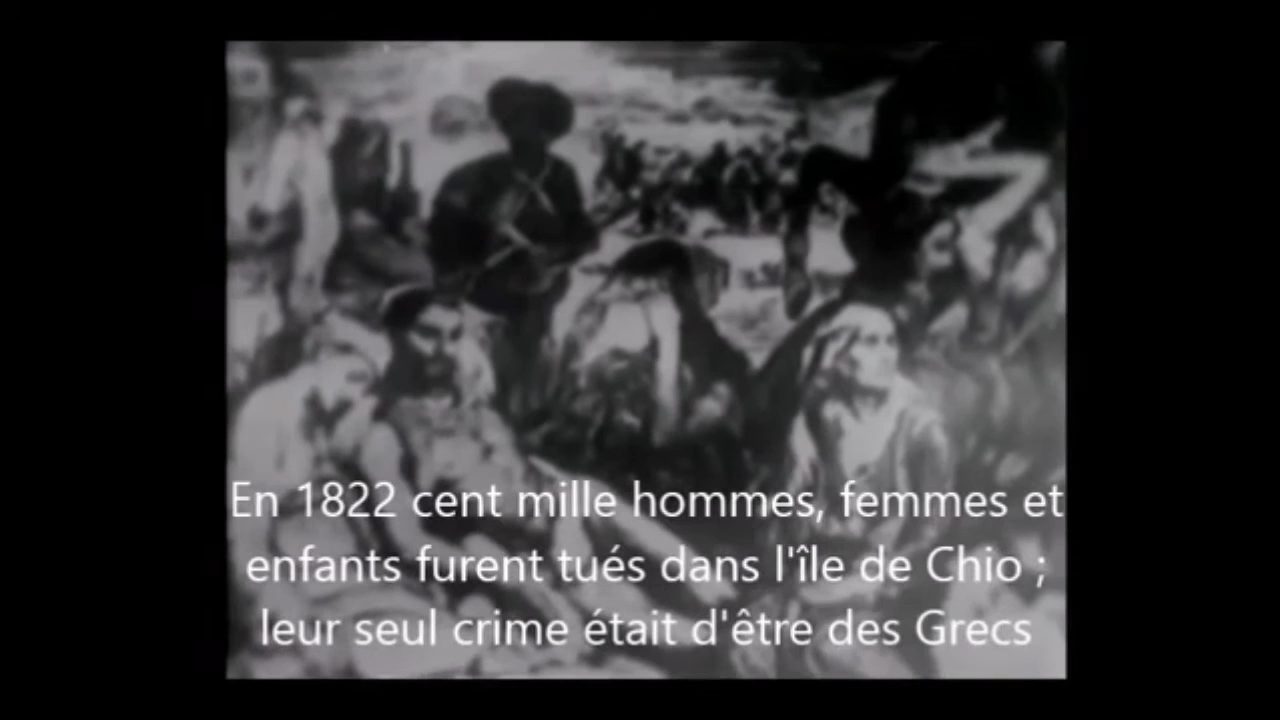 En 1822 cent mille hommes, femmes et
enfants furent tués dans l'île de Chio ;
leur seul crime était d'être des Grecs